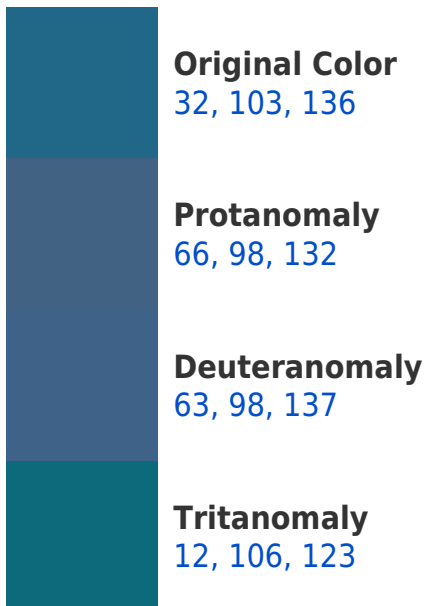 Original Color
32, 103, 136
Protanomaly
66, 98, 132
Deuteranomaly
63, 98, 137
Tritanomaly
12, 106, 123